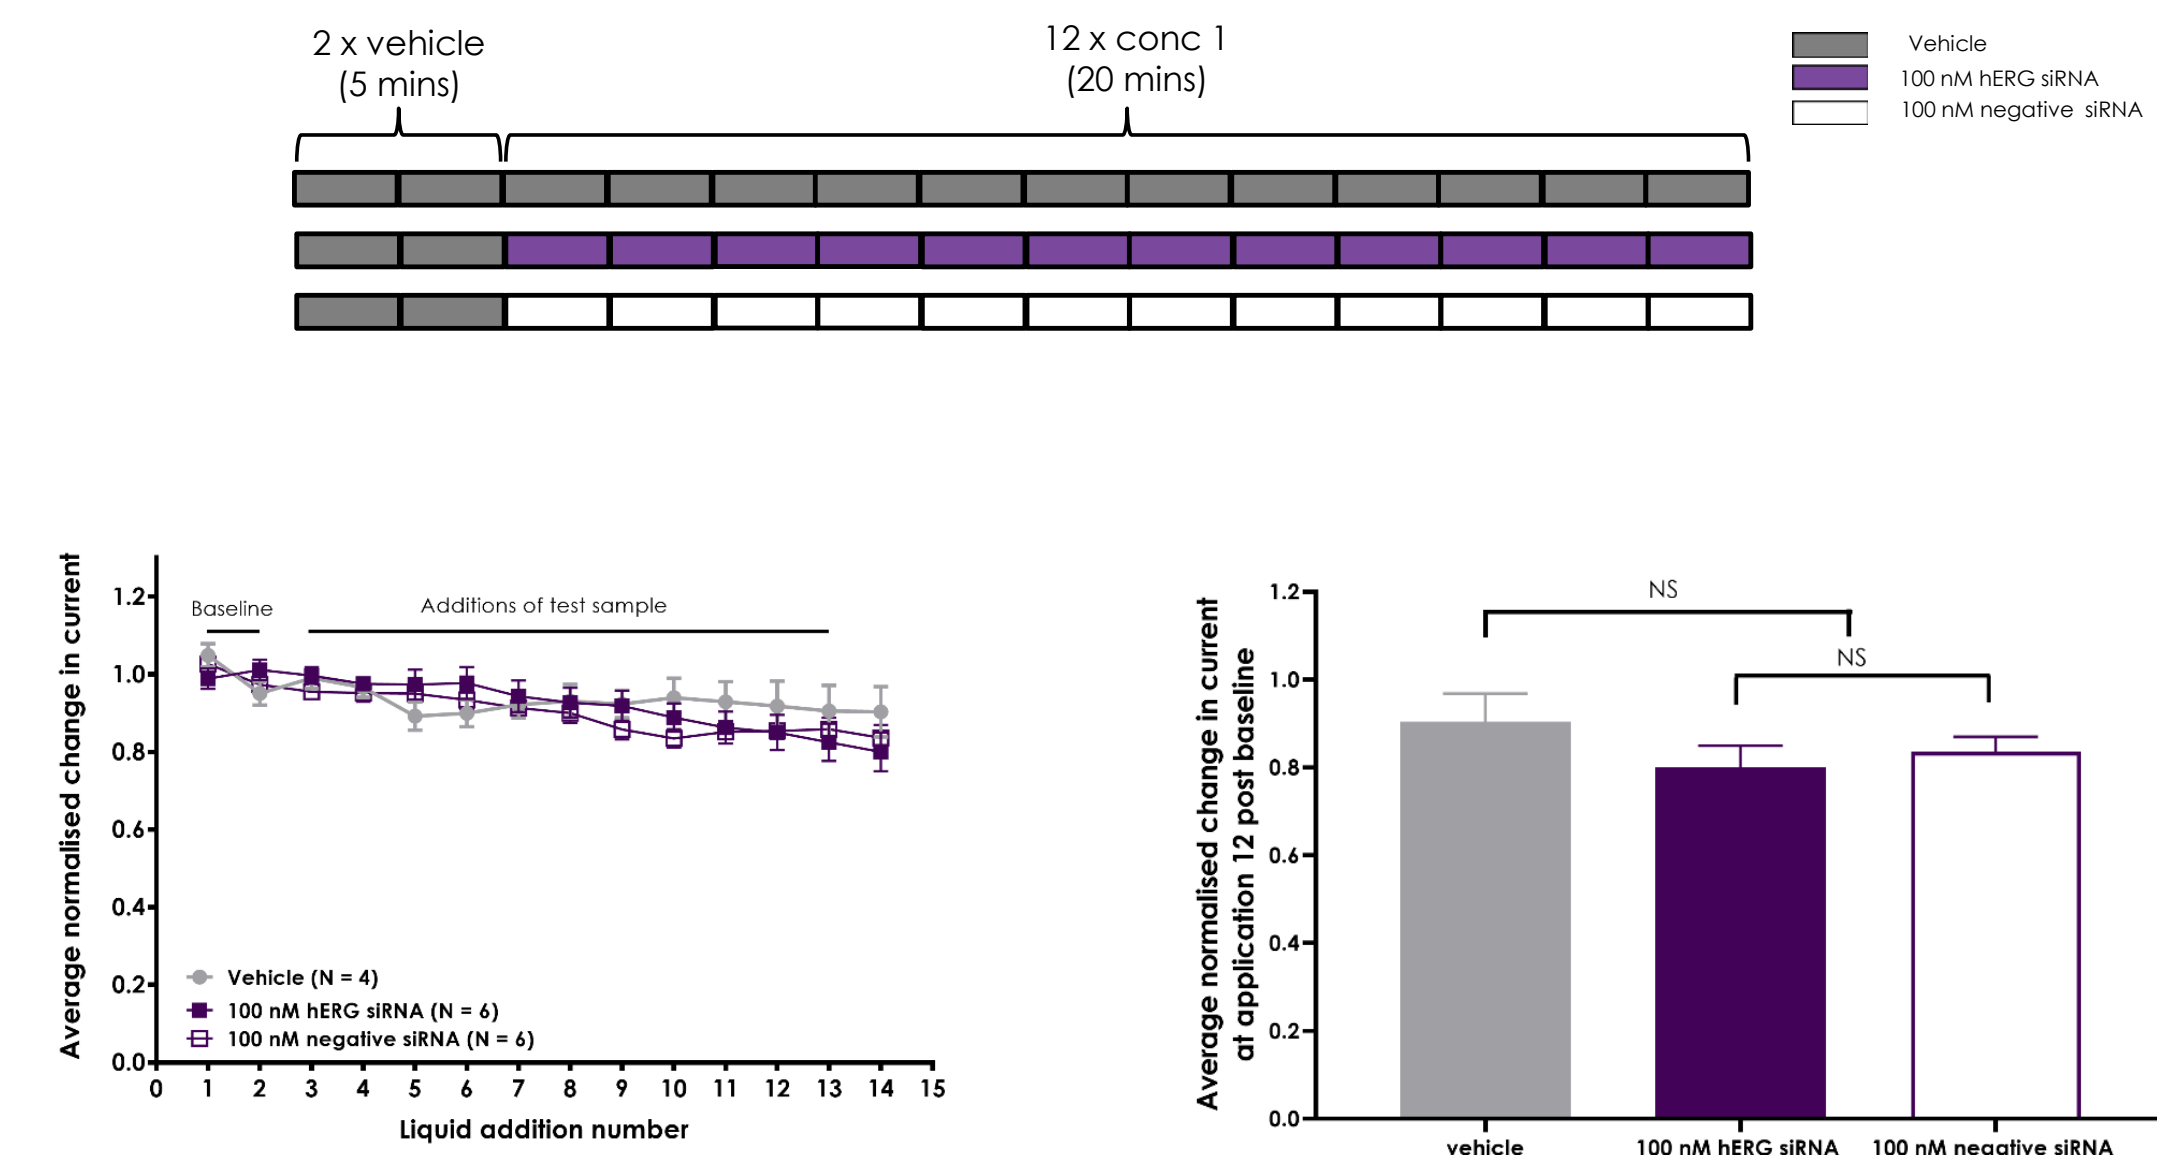 2 x vehicle
(5 mins)
12 x conc 1
(20 mins)
Vehicle
100 nM hERG siRNA
100 nM negative siRNA
Average normalised change in current
1.2
1.0
0.8
0.6
0.4
0.2
0.0
Baseline
Additions of test sample
Vehicle (N = 4)
100 nM hERG siRNA (N = 6)
100 nM negative siRNA (N = 6)
0 1 2 3 4 5 6 7 8 9 10 11 12 13 14 15
Liquid addition number
Average normalised change in current
at application 12 post baseline
1.2
1.0
0.8
0.6
0.4
0.2
0.0
NS
NS
vehicle
100 nM hERG siRNA
100 nM negative siRNA